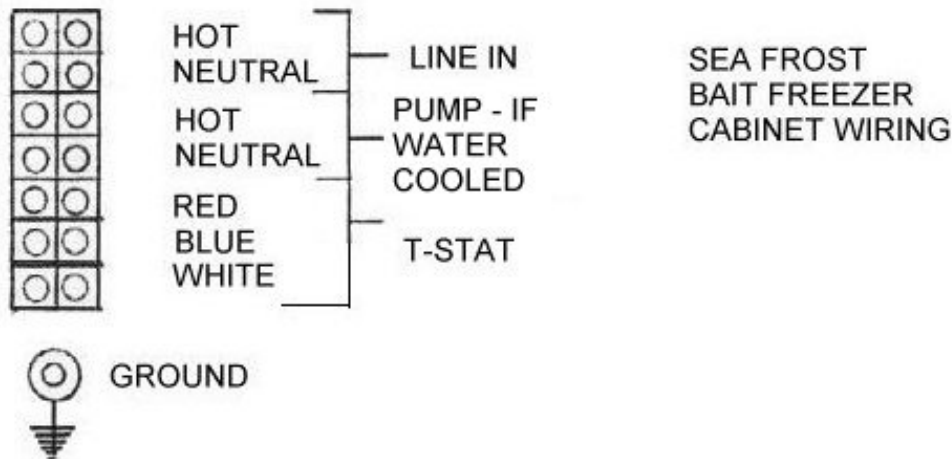 HOT
NEUTRAL
LINE IN
HOT
NEUTRAL
PUMP - IF
WATER
COOLED
RED
BLUE
WHITE
T-STAT
GROUND
SEA FROST
BAIT FREEZER
CABINET WIRING